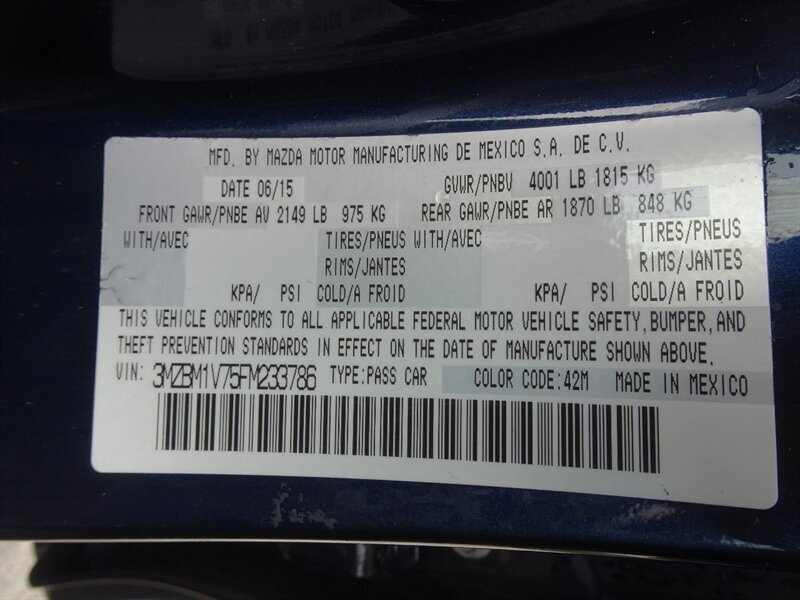 MFD. BY MAZDA MOTOR MANUFACTURING DE MEXICO S.A. DE C.V.
DATE 06/15 GVWR/PNBV 4001 LB 1815 KG
FRONT GAWR/PNBE AV 2149 LB 975 KG REAR GAWR/PNBE AR 1870 LB 848 KG
WITH/AVEC TIRES/PNEUS WITH/AVEC TIRES/PNEUS
RIMS/JANTES RIMS/JANTES
KPA/ PSI COLD/A FROID KPA/ PSI COLD/A FROID
THIS VEHICLE CONFORMS TO ALL APPLICABLE FEDERAL MOTOR VEHICLE SAFETY, BUMPER, AND
THEFT PREVENTION STANDARDS IN EFFECT ON THE DATE OF MANUFACTURE SHOWN ABOVE.
VIN: 3MZBM1V75FM233786 TYPE:PASS CAR COLOR CODE:42M MADE IN MEXICO